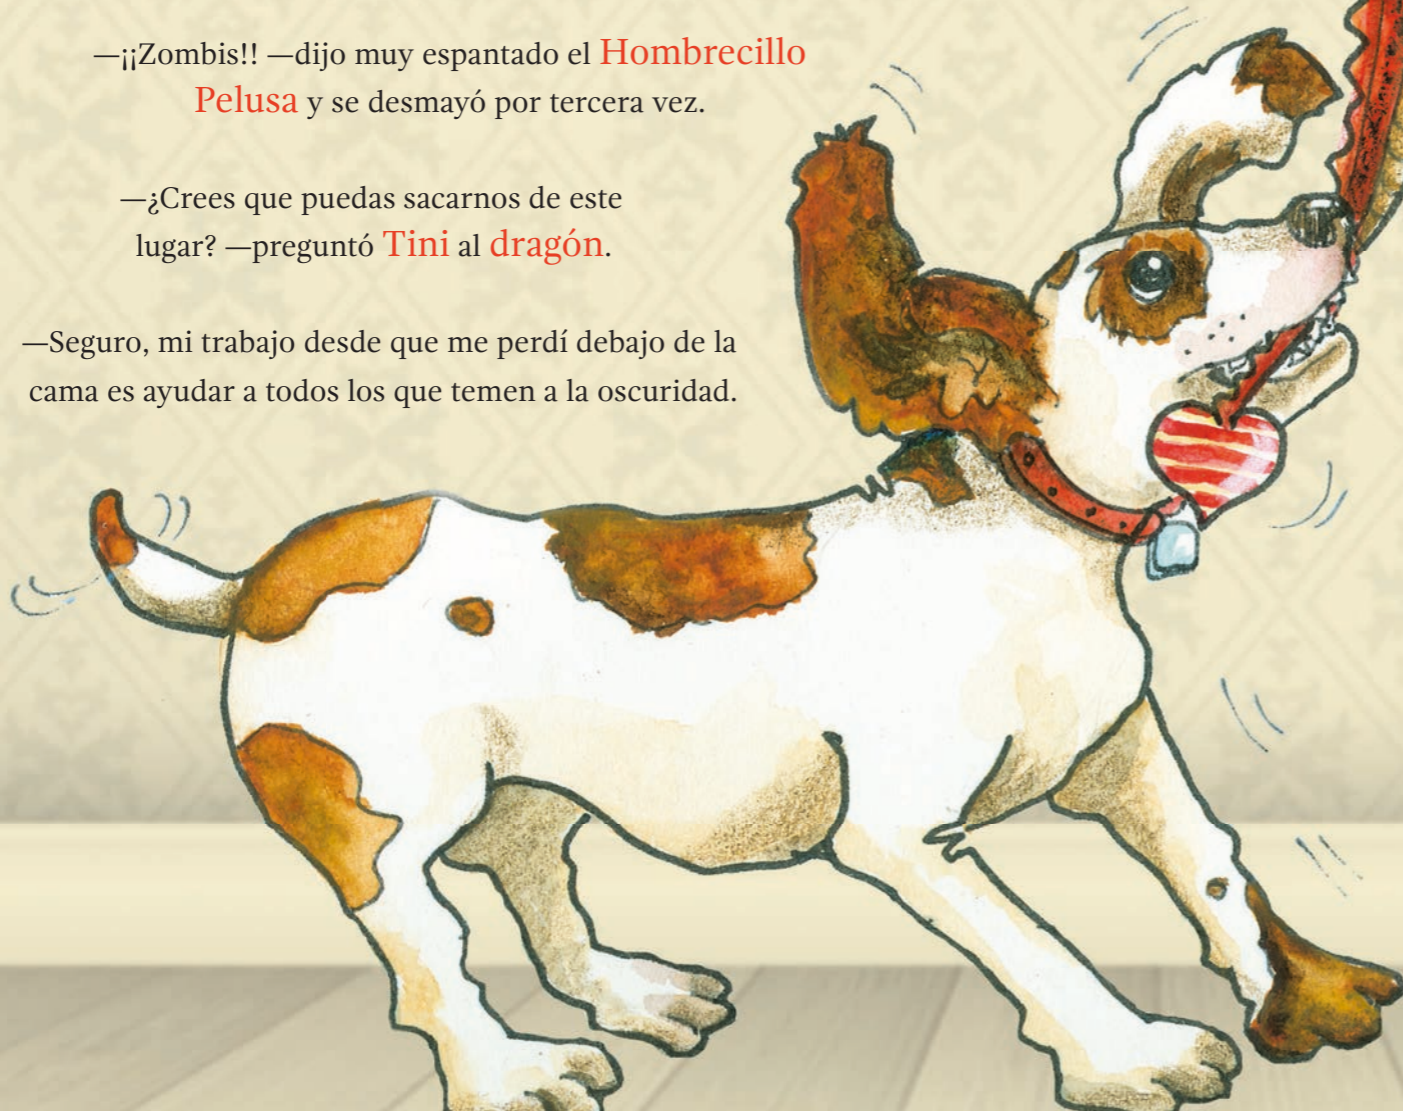 —¡¡Zombis!! —dijo muy espantado el Hombrecillo
Pelusa y se desmayó por tercera vez.
—¿Crees que puedas sacarnos de este
lugar? —preguntó Tini al dragón.
—Seguro, mi trabajo desde que me perdí debajo de la
cama es ayudar a todos los que temen a la oscuridad.